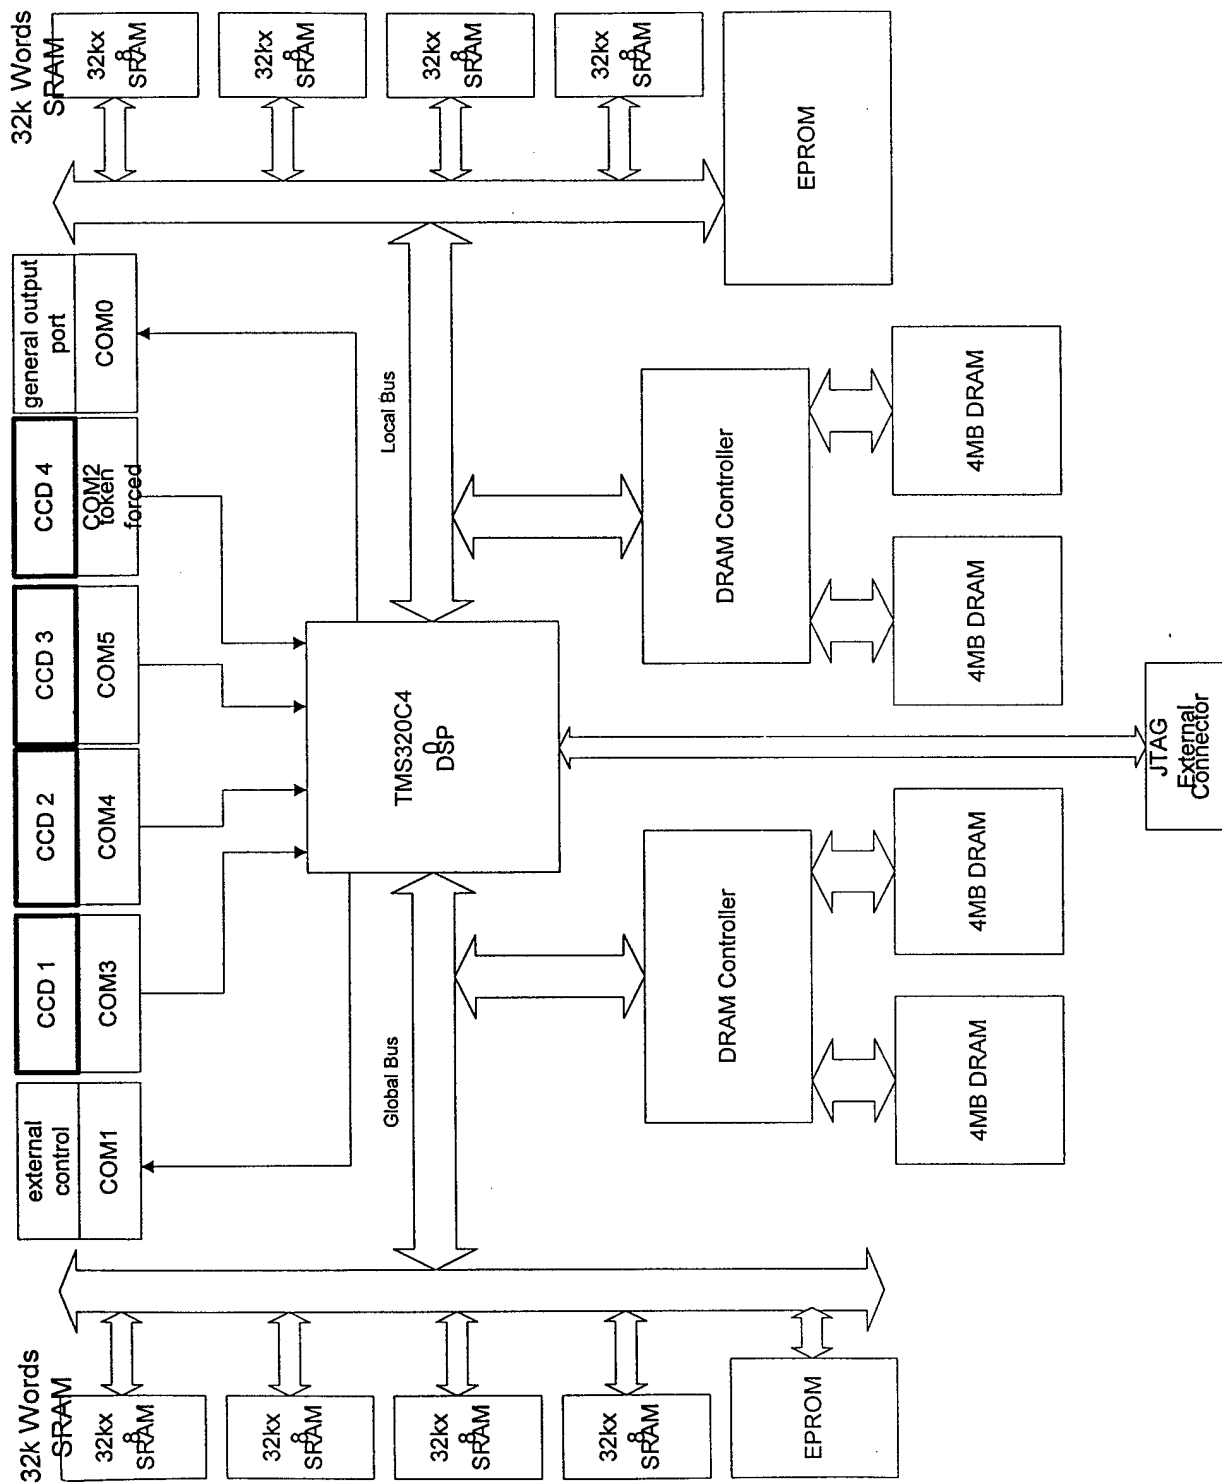 32k Words
SRAM
external
control
CCD 1
CCD 2
CCD 3
CCD 4
general output
port
32k Words
SRAM
COM1
COM3
COM4
COM5
COM2
token
forced
COM0
32kx
8
SRAM
32kx
8
SRAM
32kx
8
SRAM
32kx
8
SRAM
32kx
8
SRAM
32kx
8
SRAM
32kx
8
SRAM
32kx
8
SRAM
Global Bus
Local Bus
TMS320C4
0
DSP
EPROM
DRAM Controller
DRAM Controller
EPROM
4MB DRAM
4MB DRAM
4MB DRAM
4MB DRAM
JTAG
External
Connector